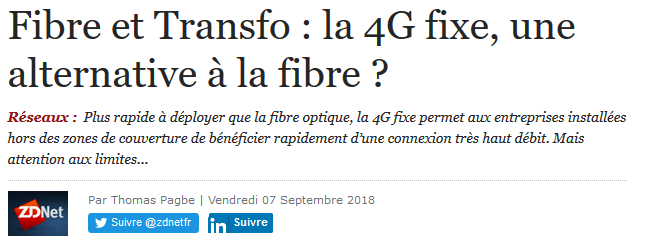 Fibre et Transfo : la 4G fixe, une
alternative à la fibre ?
Réseaux : Plus rapide à déployer que la fibre optique, la 4G fixe permet aux entreprises installées
hors des zones de couverture de bénéficier rapidement d’une connexion très haut débit. Mais
attention aux limites...
ZDNet
Par Thomas Pagbe | Vendredi 07 Septembre 2018
Suivre @zdnetfr
in Suivre